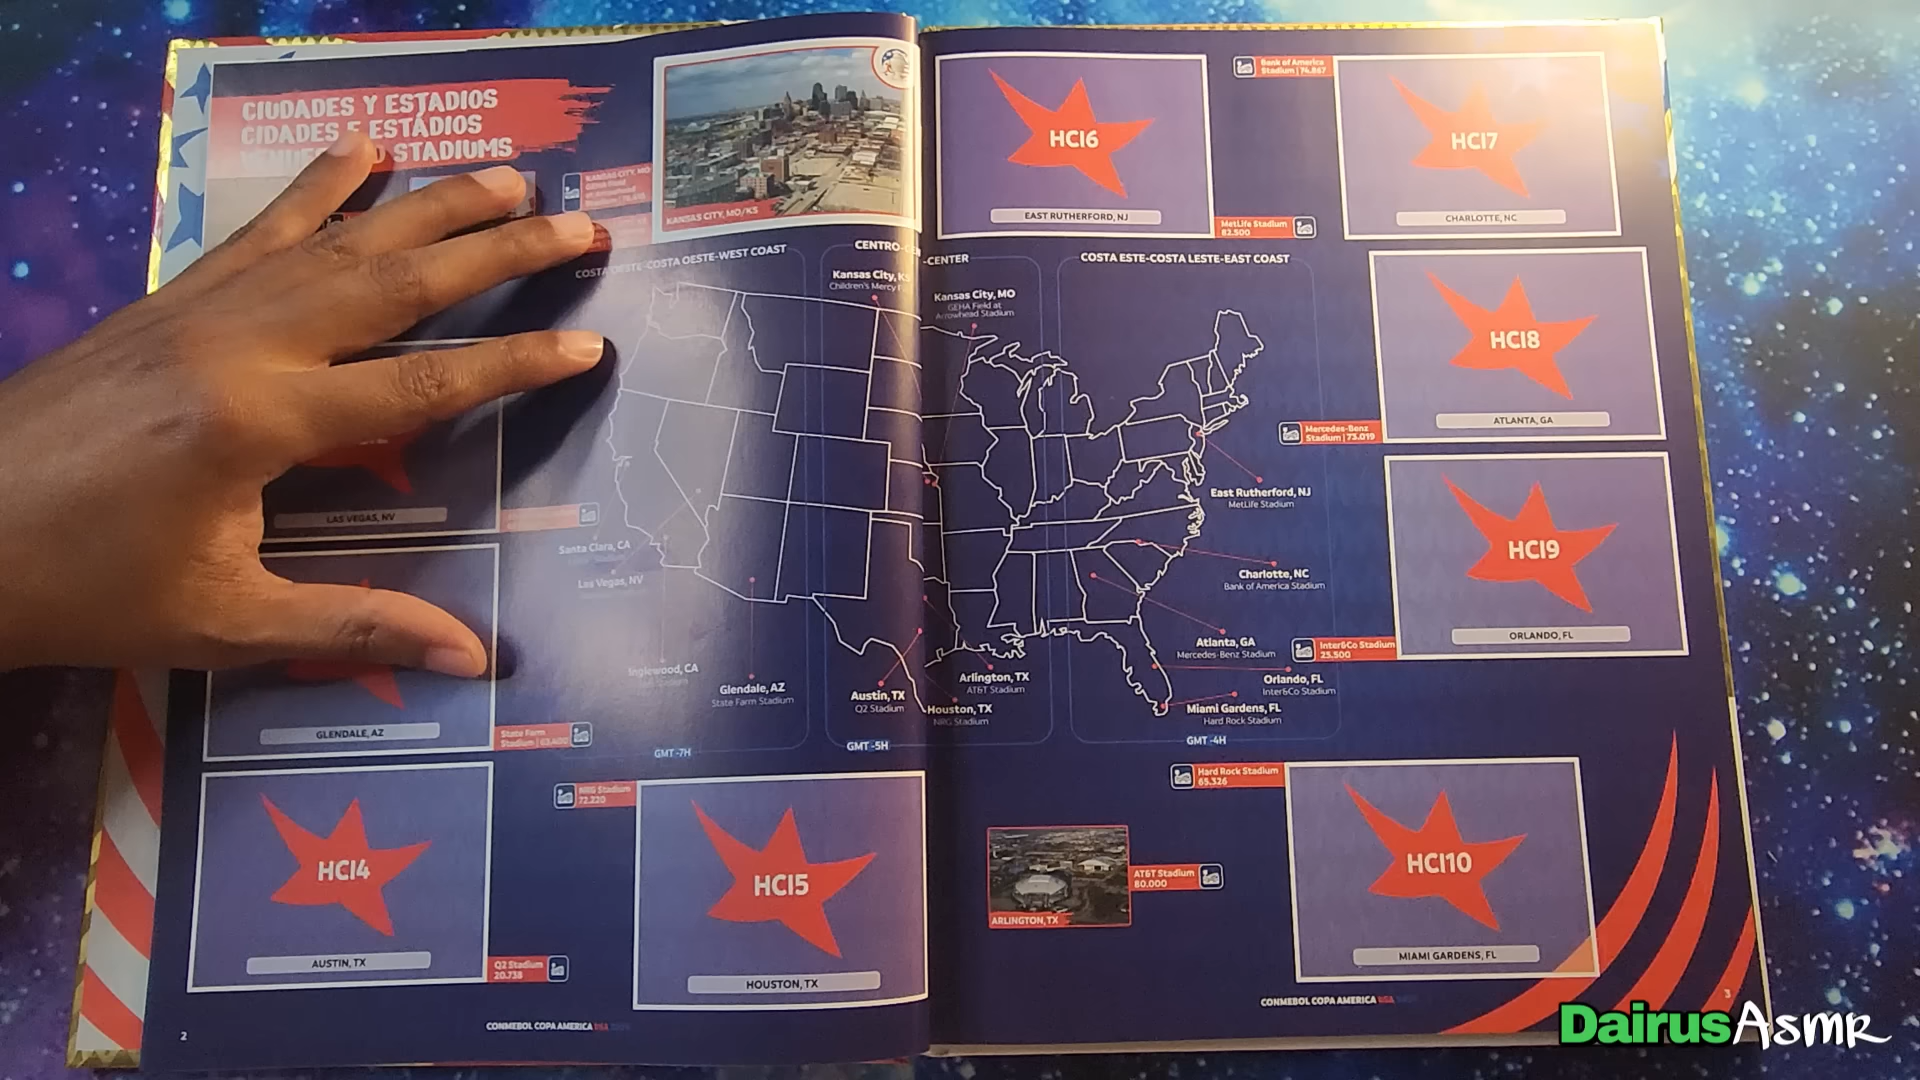 CIUDADES Y ESTADIOS
CIDADES E ESTÁDIOS
STADIUMS
KANSAS CITY, MO
GEHA Field
at Arrowhead
KANSAS CITY, MO/KS
HCI6
EAST RUTHERFORD, NJ
MetLife Stadium
82.500
Bank of America
Stadium | 74.867
HCI7
CHARLOTTE, NC
COSTA OESTE-COSTA OESTE-WEST COAST
CENTRO-
-CENTER
COSTA ESTE-COSTA LESTE-EAST COAST
Kansas City,
Children's Mercy
Kansas City, MO
GEHA Field at
Arrowhead Stadium
HCI8
ATLANTA, GA
Mercedes-Benz
Stadium | 73.019
East Rutherford, NJ
MetLife Stadium
LAS VEGAS, NV
Santa Clara, CA
Las Vegas, NV
Charlotte, NC
Bank of America Stadium
HCI9
ORLANDO, FL
Atlanta, GA
Mercedes-Benz Stadium
Inter&Co Stadium
25.500
Inglewood, CA
Glendale, AZ
State Farm Stadium
Austin, TX
Q2 Stadium
Arlington, TX
AT&T Stadium
Houston, TX
NRG Stadium
Orlando, FL
Inter&Co Stadium
Miami Gardens, FL
Hard Rock Stadium
GLENDALE, AZ
State Farm
Stadium | 63.400
GMT -7H
GMT -5H
GMT -4H
HCI4
AUSTIN, TX
Q2 Stadium
20.738
NRG Stadium
72.220
HCI5
HOUSTON, TX
ARLINGTON, TX
AT&T Stadium
80.000
Hard Rock Stadium
65.326
HCI10
MIAMI GARDENS, FL
2
CONMEBOL COPA AMERICA USA
CONMEBOL COPA AMERICA USA
3
DairusAsmr